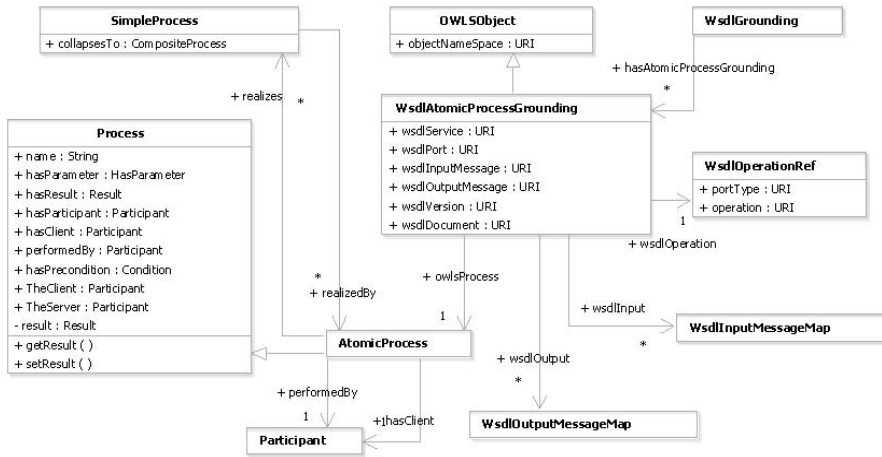 SimpleProcess
+ collapsesTo : CompositeProcess
OWLSObject
+ objectNameSpace : URI
WsdlGrounding
+ hasAtomicProcessGrounding
*
+ realizes
*
WsdlAtomicProcessGrounding
+ wsdlService : URI
+ wsdlPort : URI
+ wsdlInputMessage : URI
+ wsdlOutputMessage : URI
+ wsdlVersion : URI
+ wsdlDocument : URI
Process
+ name : String
+ hasParameter : HasParameter
+ hasResult : Result
+ hasParticipant : Participant
+ hasClient : Participant
+ performedBy : Participant
+ hasPrecondition : Condition
+ TheClient : Participant
+ TheServer : Participant
- result : Result
+ getResult ( )
+ setResult ( )
WsdlOperationRef
+ portType : URI
+ operation : URI
1
+ wsdlOperation
*
+ realizedBy
+ owlsProcess
1
+ wsdlInput
*
WsdlInputMessageMap
AtomicProcess
+ wsdlOutput
*
+ performedBy
1
+ 1hasClient
Participant
WsdlOutputMessageMap